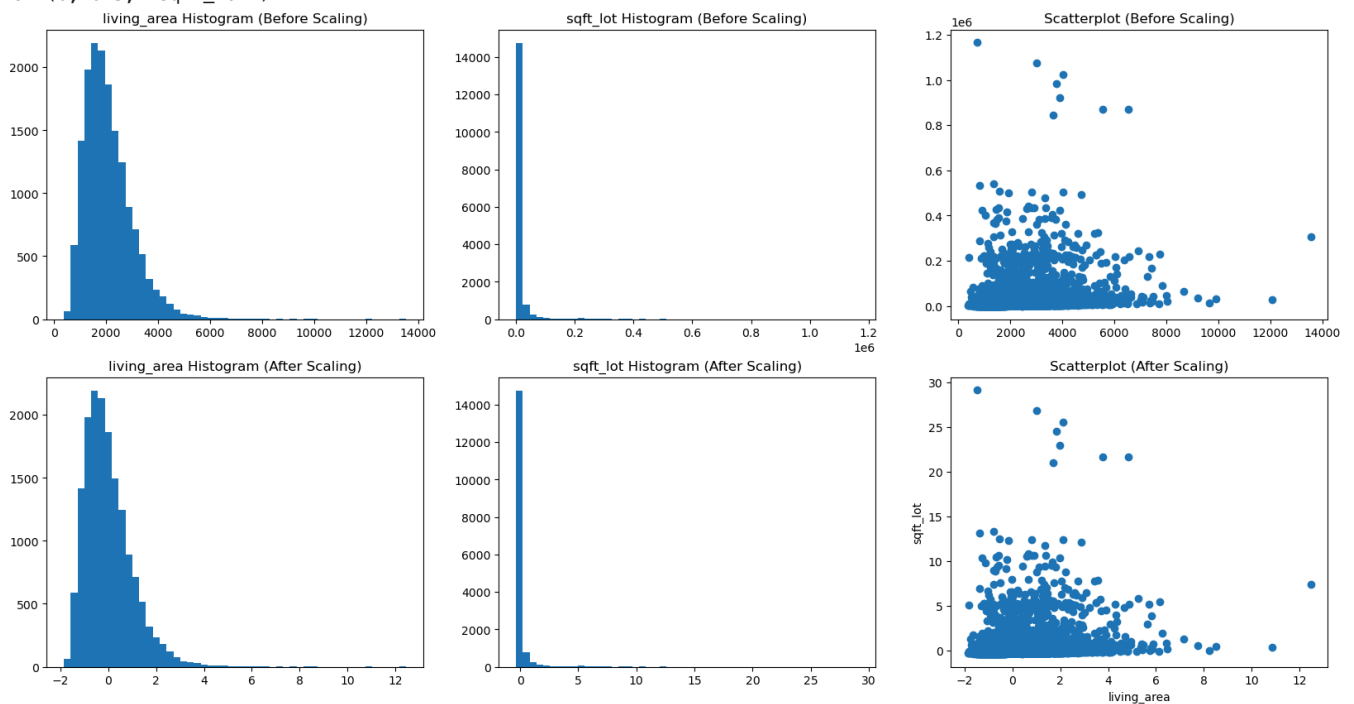 living_area Histogram (Before Scaling)
sqft_lot Histogram (Before Scaling)
Scatterplot (Before Scaling)
2000
1500
1000
500
0
0 2000 4000 6000 8000 10000 12000 14000
14000
12000
10000
8000
6000
4000
2000
0
0.0 0.2 0.4 0.6 0.8 1.0 1.2
1e6
1e6
1.2
1.0
0.8
0.6
0.4
0.2
0.0
0 2000 4000 6000 8000 10000 12000 14000
living_area Histogram (After Scaling)
sqft_lot Histogram (After Scaling)
Scatterplot (After Scaling)
2000
1500
1000
500
0
−2 0 2 4 6 8 10 12
14000
12000
10000
8000
6000
4000
2000
0
0 5 10 15 20 25 30
30
25
20
15
10
5
0
sqft_lot
−2 0 2 4 6 8 10 12
living_area